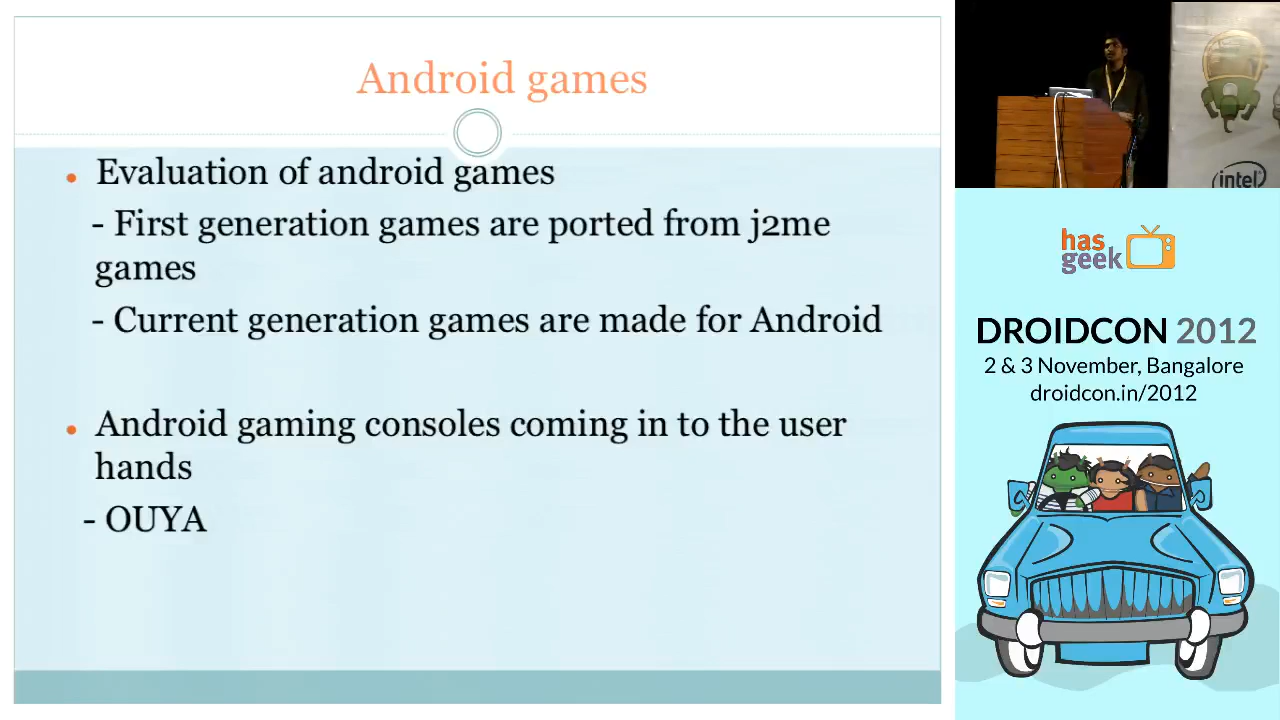 Android games
• Evaluation of android games
- First generation games are ported from j2me
games
- Current generation games are made for Android
• Android gaming consoles coming in to the user
hands
- OUYA
intel
has
geek
DROIDCON 2012
2 & 3 November, Bangalore
droidcon.in/2012